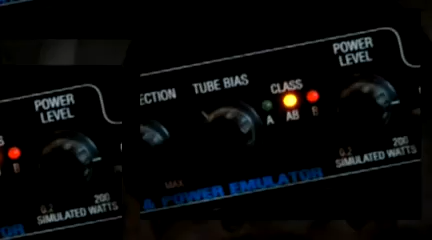 POWER
LEVEL
B
0.2
200
SIMULATED WATTS
OR
ECTION
TUBE BIAS
CLASS
A
AB
B
POWER
LEVEL
MAX
0.2
200
SIMULATED WATTS
& POWER EMULATOR